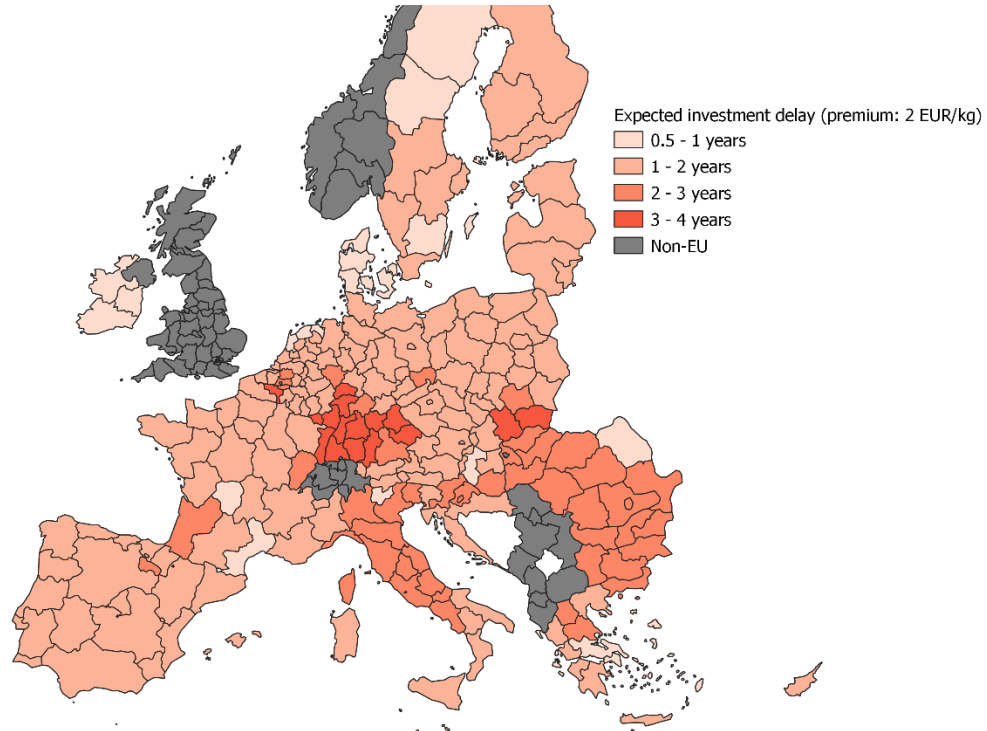 Expected investment delay (premium: 2 EUR/kg)
0.5 - 1 years
1 - 2 years
2 - 3 years
3 - 4 years
Non-EU